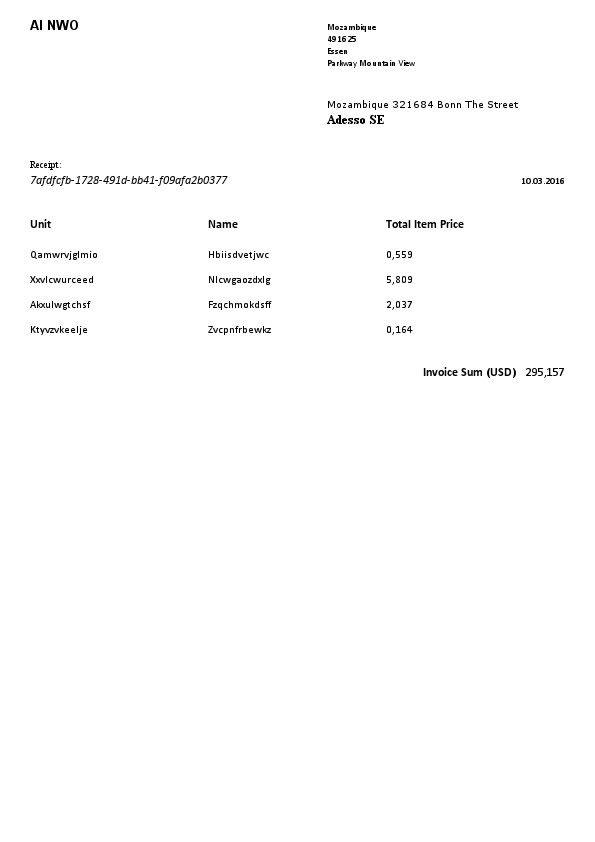 AI NWO
Mozambique
491625
Essen
Parkway Mountain View
Mozambique 321684 Bonn The Street
Adesso SE
Receipt:
7afdfcfb-1728-491d-bb41-f09afa2b0377
10.03.2016
Unit Name Total Item Price
Qamwrvjglmio Hbiisdvetjwc 0,559
Xxvlcwurceed Nlcwgaozdxlg 5,809
Akxulwgtchsf Fzqchmokdsff 2,037
Ktyvzvkeelje Zvcpnfrbewkz 0,164
Invoice Sum (USD) 295,157